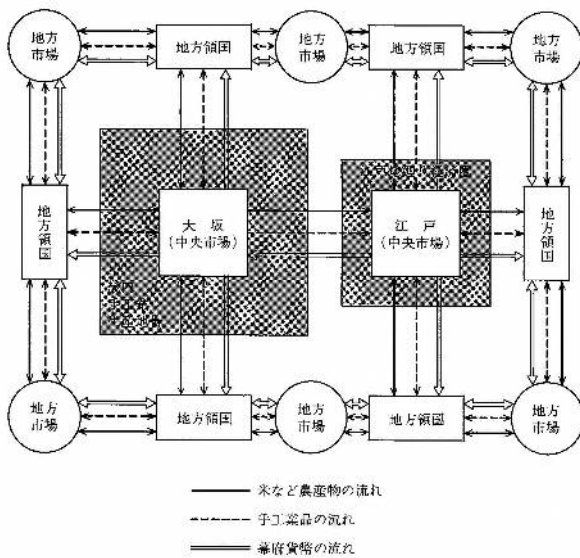 地方
市場
地方領国
地方
市場
地方領国
地方
市場
地方領国
大坂
(中央市場)
江戸
(中央市場)
地方領国
地方
市場
地方領国
地方
市場
地方領国
地方
市場
米など農産物の流れ
手工業品の流れ
幕府貨幣の流れ